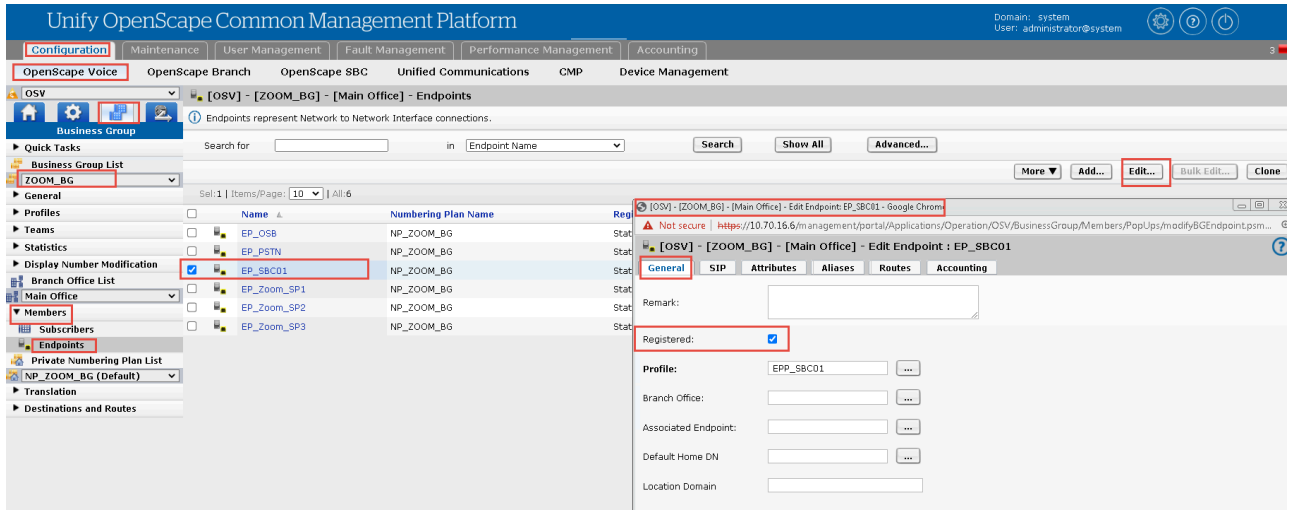 Unify OpenScape Common Management Platform
Domain: system
User: administrator@system
Configuration Maintenance User Management Fault Management Performance Management Accounting
3
OpenScape Voice OpenScape Branch OpenScape SBC Unified Communications CMP Device Management
OSV
[OSV] - [ZOOM_BG] - [Main Office] - Endpoints
Endpoints represent Network to Network Interface connections.
Business Group
Quick Tasks
Business Group List
ZOOM_BG
General
Profiles
Teams
Statistics
Display Number Modification
Branch Office List
Main Office
Members
Subscribers
Endpoints
Private Numbering Plan List
NP_ZOOM_BG (Default)
Translation
Destinations and Routes
Search for in Endpoint Name Search Show All Advanced...
More ▼ Add... Edit... Bulk Edit... Clone
Sel:1 | Items/Page: 10 | All:6
Name Numbering Plan Name Regi
EP_OSB NP_ZOOM_BG Stat
EP_PSTN NP_ZOOM_BG Stat
EP_SBC01 NP_ZOOM_BG Stat
EP_Zoom_SP1 NP_ZOOM_BG Stat
EP_Zoom_SP2 NP_ZOOM_BG Stat
EP_Zoom_SP3 NP_ZOOM_BG Stat
[OSV] - [ZOOM_BG] - [Main Office] - Edit Endpoint: EP_SBC01 - Google Chrome
Not secure | https://10.70.16.6/management/portal/Applications/Operation/OSV/BusinessGroup/Members/PopUps/modifyBGEndpoint.psm...
[OSV] - [ZOOM_BG] - [Main Office] - Edit Endpoint : EP_SBC01
General SIP Attributes Aliases Routes Accounting
Remark:
Registered:
Profile: EPP_SBC01 ...
Branch Office: ...
Associated Endpoint: ...
Default Home DN ...
Location Domain